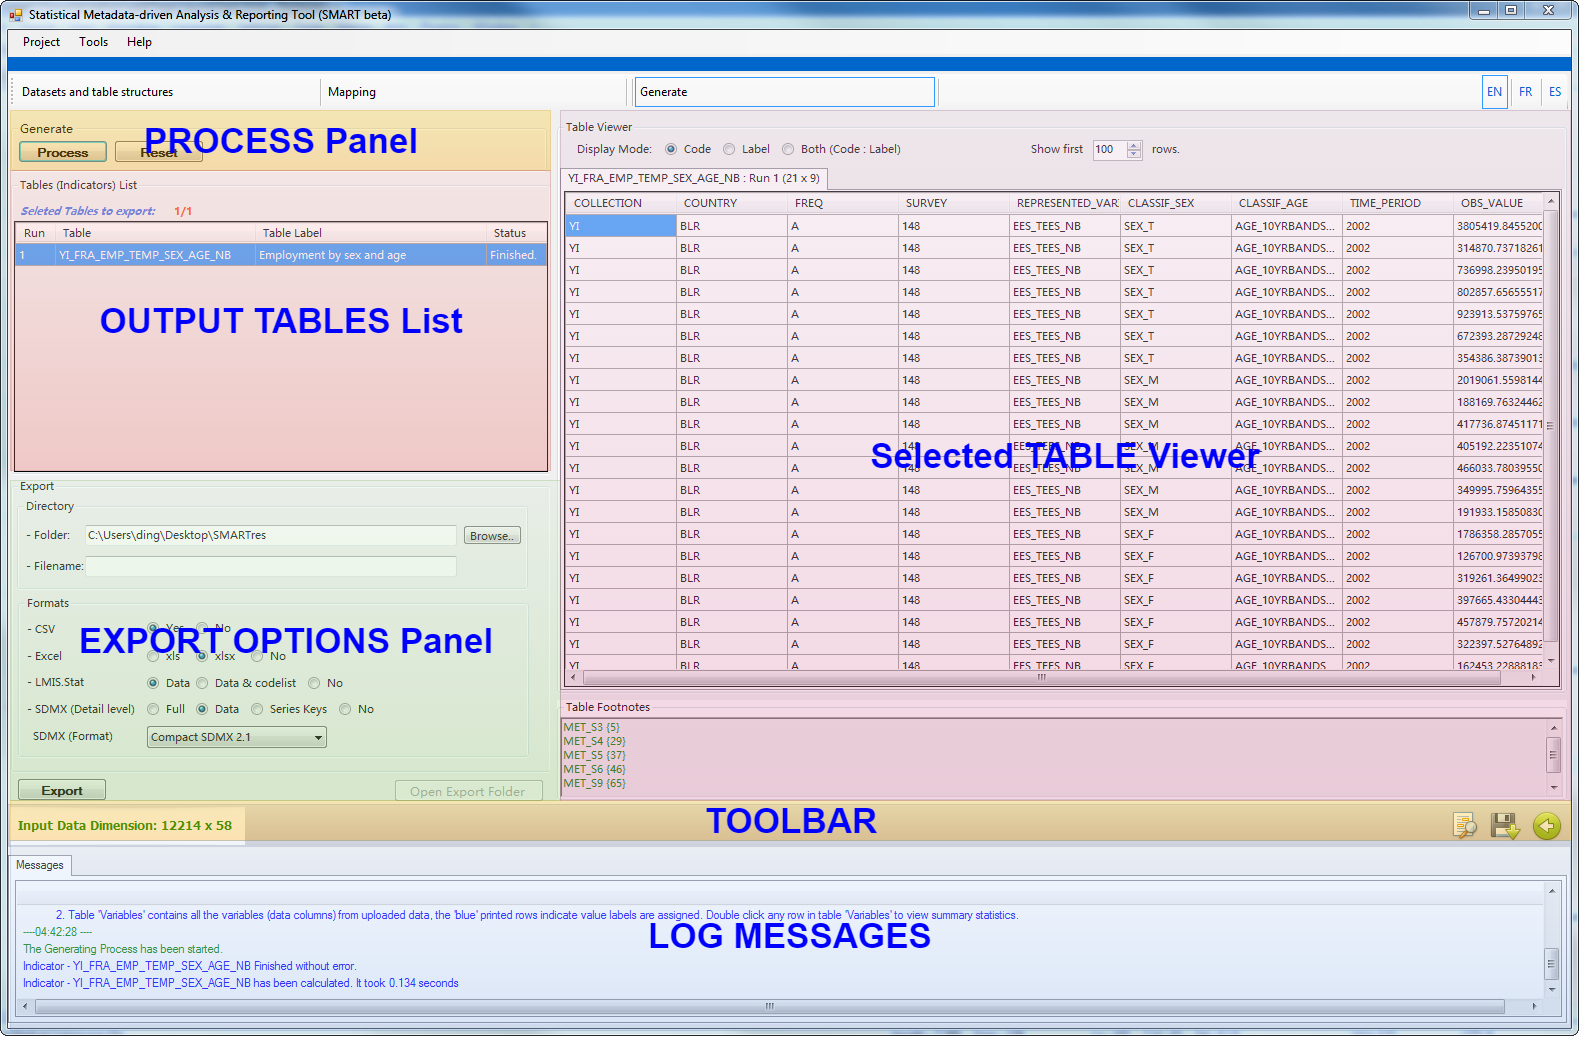 Statistical Metadata-driven Analysis & Reporting Tool (SMART beta)
Project Tools Help
Datasets and table structures Mapping Generate EN FR ES
Generate
PROCESS Panel
Process Reset
Tables (Indicators) List
Seleted Tables to export: 1/1
Run Table Table Label Status
1 YI_FRA_EMP_TEMP_SEX_AGE_NB Employment by sex and age Finished.
OUTPUT TABLES List
Export
Directory
- Folder: C:\Users\ding\Desktop\SMARTres Browse..
- Filename:
Formats
- CSV Yes No
EXPORT OPTIONS Panel
- Excel xls xlsx No
- LMIS.Stat Data Data & codelist No
- SDMX (Detail level) Full Data Series Keys No
SDMX (Format) Compact SDMX 2.1
Export Open Export Folder
Table Viewer
Display Mode: Code Label Both (Code : Label) Show first 100 rows.
YI_FRA_EMP_TEMP_SEX_AGE_NB : Run 1 (21 x 9)
COLLECTION COUNTRY FREQ SURVEY REPRESENTED_VAR CLASSIF_SEX CLASSIF_AGE TIME_PERIOD OBS_VALUE
YI BLR A 148 EES_TEES_NB SEX_T AGE_10YRBANDS... 2002 3805419.8455200
YI BLR A 148 EES_TEES_NB SEX_T AGE_10YRBANDS... 2002 314870.73718261
YI BLR A 148 EES_TEES_NB SEX_T AGE_10YRBANDS... 2002 736998.23950195
YI BLR A 148 EES_TEES_NB SEX_T AGE_10YRBANDS... 2002 802857.65655517
YI BLR A 148 EES_TEES_NB SEX_T AGE_10YRBANDS... 2002 923913.53759765
YI BLR A 148 EES_TEES_NB SEX_T AGE_10YRBANDS... 2002 672393.28729248
YI BLR A 148 EES_TEES_NB SEX_T AGE_10YRBANDS... 2002 354386.38739013
YI BLR A 148 EES_TEES_NB SEX_M AGE_10YRBANDS... 2002 2019061.5598144
YI BLR A 148 EES_TEES_NB SEX_M AGE_10YRBANDS... 2002 188169.76324462
YI BLR A 148 EES_TEES_NB SEX_M AGE_10YRBANDS... 2002 417736.87451171
YI BLR A 148 EES_TEES_NB SEX_M AGE_10YRBANDS... 2002 405192.22351074
Selected TABLE Viewer
YI BLR A 148 EES_TEES_NB SEX_M AGE_10YRBANDS... 2002 466033.78039550
YI BLR A 148 EES_TEES_NB SEX_M AGE_10YRBANDS... 2002 349995.75964355
YI BLR A 148 EES_TEES_NB SEX_M AGE_10YRBANDS... 2002 191933.15850830
YI BLR A 148 EES_TEES_NB SEX_F AGE_10YRBANDS... 2002 1786358.2857055
YI BLR A 148 EES_TEES_NB SEX_F AGE_10YRBANDS... 2002 126700.97393798
YI BLR A 148 EES_TEES_NB SEX_F AGE_10YRBANDS... 2002 319261.36499023
YI BLR A 148 EES_TEES_NB SEX_F AGE_10YRBANDS... 2002 397665.43304443
YI BLR A 148 EES_TEES_NB SEX_F AGE_10YRBANDS... 2002 457879.75720214
YI BLR A 148 EES_TEES_NB SEX_F AGE_10YRBANDS... 2002 322397.52764892
YI BLR A 148 EES_TEES_NB SEX_F AGE_10YRBANDS... 2002 162453.22888183
Table Footnotes
MET_S3 {5}
MET_S4 {29}
MET_S5 {37}
MET_S6 {46}
MET_S9 {65}
Input Data Dimension: 12214 x 58 TOOLBAR
Messages
2. Table 'Variables' contains all the variables (data columns) from uploaded data, the 'blue' printed rows indicate value labels are assigned. Double click any row in table 'Variables' to view summary statistics.
----04:42:28 ----
LOG MESSAGES
The Generating Process has been started.
Indicator - YI_FRA_EMP_TEMP_SEX_AGE_NB Finished without error.
Indicator - YI_FRA_EMP_TEMP_SEX_AGE_NB has been calculated. It took 0.134 seconds